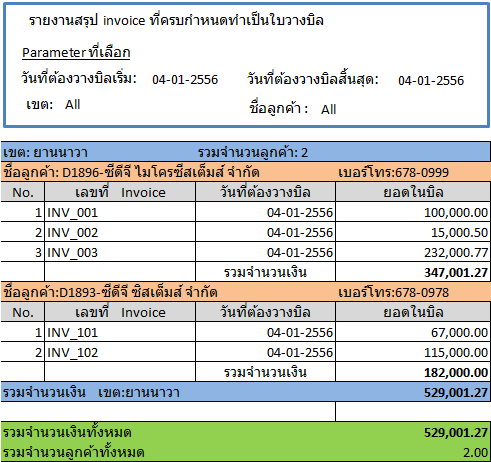 รายงานสรุป invoice ที่ครบกำหนดทำเป็นใบวางบิล
Parameter ที่เลือก
วันที่ต้องวางบิลเริ่ม: 04-01-2556 วันที่ต้องวางบิลสิ้นสุด: 04-01-2556
เขต: All ชื่อลูกค้า : All
เขต: ยานนาวา รวมจำนวนลูกค้า: 2
ชื่อลูกค้า: D1896-ซีดีจี ไมโครซีสเต็มส์ จำกัด เบอร์โทร:678-0999
No. เลขที่ Invoice วันที่ต้องวางบิล ยอดในบิล
1 INV_001 04-01-2556 100,000.00
2 INV_002 04-01-2556 15,000.50
3 INV_003 04-01-2556 232,000.77
รวมจำนวนเงิน 347,001.27
ชื่อลูกค้า:D1893-ซีดีจี ซิสเต็มส์ จำกัด เบอร์โทร:678-0978
No. เลขที่ Invoice วันที่ต้องวางบิล ยอดในบิล
1 INV_101 04-01-2556 67,000.00
2 INV_102 04-01-2556 115,000.00
รวมจำนวนเงิน 182,000.00
รวมจำนวนเงิน เขต:ยานนาวา 529,001.27
รวมจำนวนเงินทั้งหมด 529,001.27
รวมจำนวนลูกค้าทั้งหมด 2.00